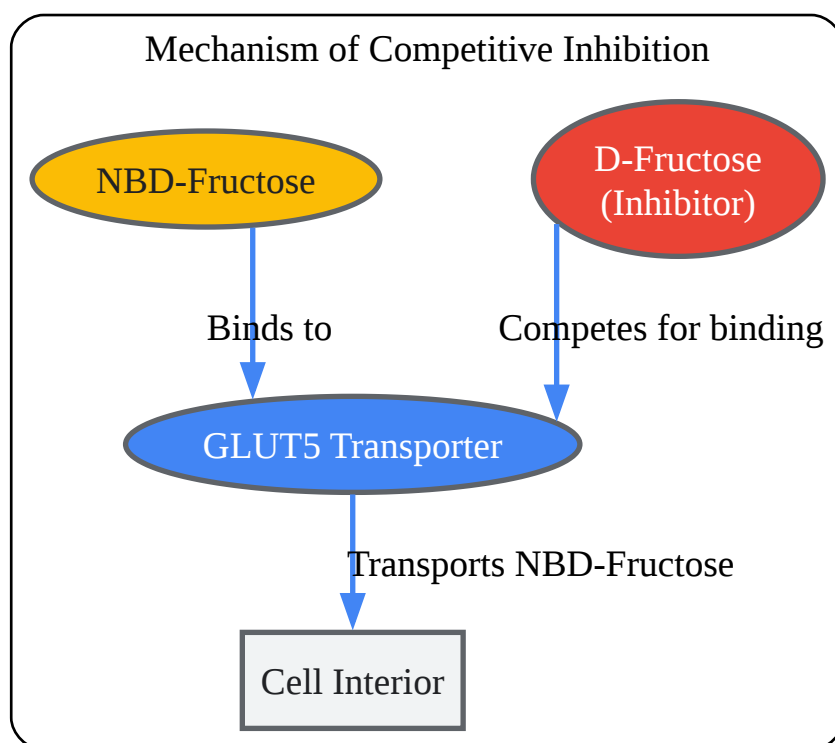 Mechanism of Competitive Inhibition
NBD-Fructose
D-Fructose
(Inhibitor)
Binds to
Competes for binding
GLUT5 Transporter
Transports NBD-Fructose
Cell Interior